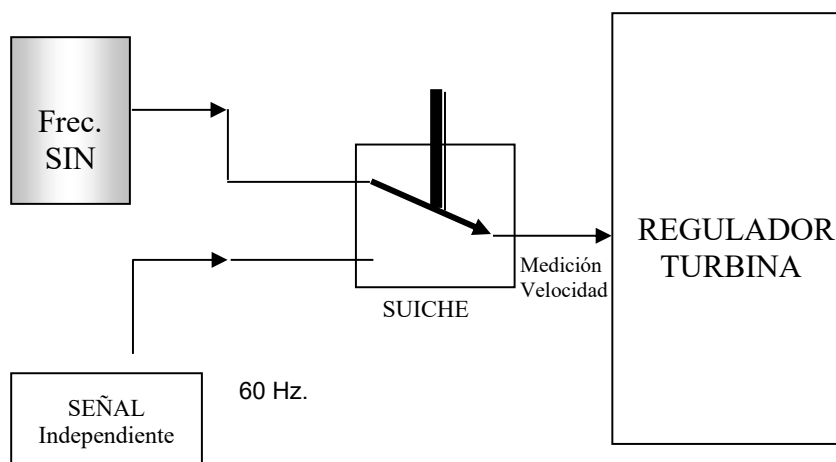 Frec.
SIN
REGULADOR
TURBINA
Medición
Velocidad
SUICHE
60 Hz.
SEÑAL
Independiente